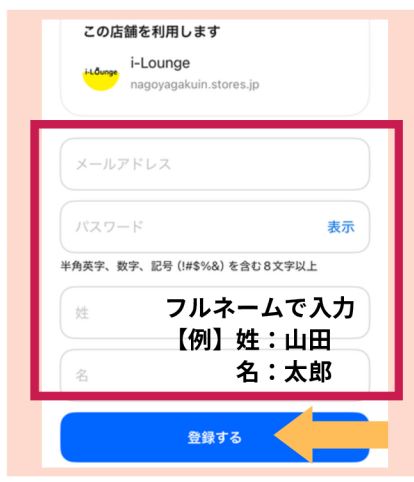 この店舗を利用します
i-Lounge
i-Lounge
nagoyagakuin.stores.jp
メールアドレス
パスワード
表示
半角英字、数字、記号(!#$%&)を含む8文字以上
姓
フルネームで入力
【例】姓：山田
名
名：太郎
登録する